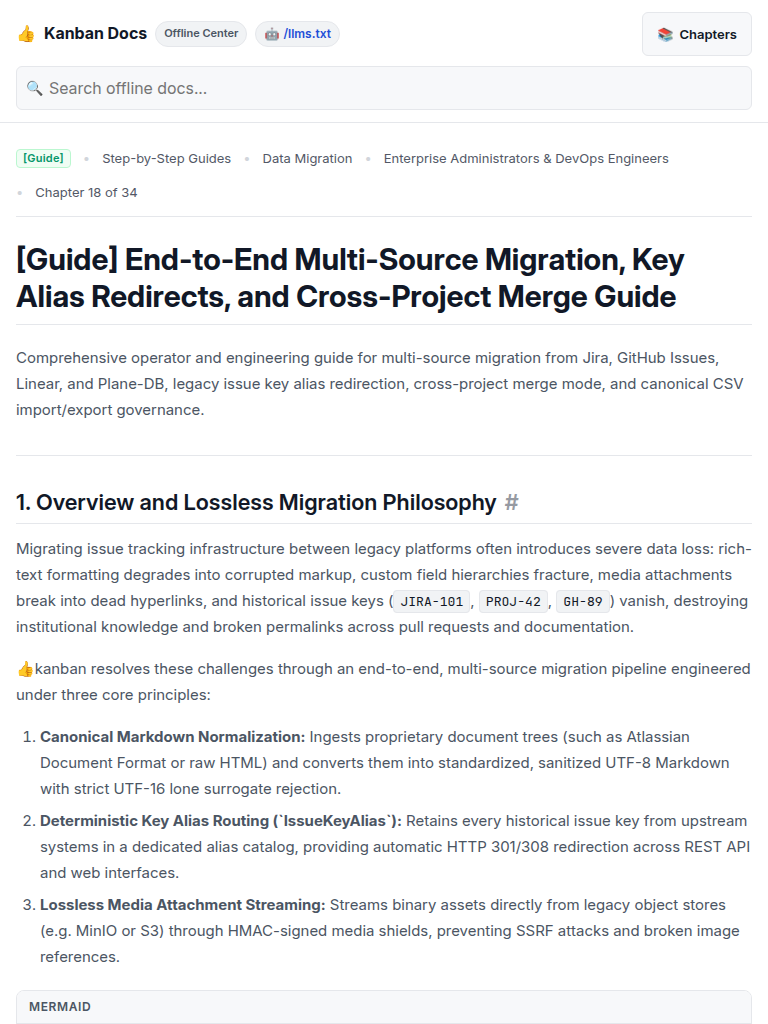 👍 Kanban Docs Offline Center 🤖 /llms.txt 📚 Chapters
🔍 Search offline docs...
[Guide] • Step-by-Step Guides • Data Migration • Enterprise Administrators & DevOps Engineers
• Chapter 18 of 34
[Guide] End-to-End Multi-Source Migration, Key
Alias Redirects, and Cross-Project Merge Guide
Comprehensive operator and engineering guide for multi-source migration from Jira, GitHub Issues,
Linear, and Plane-DB, legacy issue key alias redirection, cross-project merge mode, and canonical CSV
import/export governance.
1. Overview and Lossless Migration Philosophy #
Migrating issue tracking infrastructure between legacy platforms often introduces severe data loss: rich-
text formatting degrades into corrupted markup, custom field hierarchies fracture, media attachments
break into dead hyperlinks, and historical issue keys (JIRA-101, PROJ-42, GH-89) vanish, destroying
institutional knowledge and broken permalinks across pull requests and documentation.
👍kanban resolves these challenges through an end-to-end, multi-source migration pipeline engineered
under three core principles:
1. Canonical Markdown Normalization: Ingests proprietary document trees (such as Atlassian
Document Format or raw HTML) and converts them into standardized, sanitized UTF-8 Markdown
with strict UTF-16 lone surrogate rejection.
2. Deterministic Key Alias Routing (`IssueKeyAlias`): Retains every historical issue key from upstream
systems in a dedicated alias catalog, providing automatic HTTP 301/308 redirection across REST API
and web interfaces.
3. Lossless Media Attachment Streaming: Streams binary assets directly from legacy object stores
(e.g. MinIO or S3) through HMAC-signed media shields, preventing SSRF attacks and broken image
references.
MERMAID